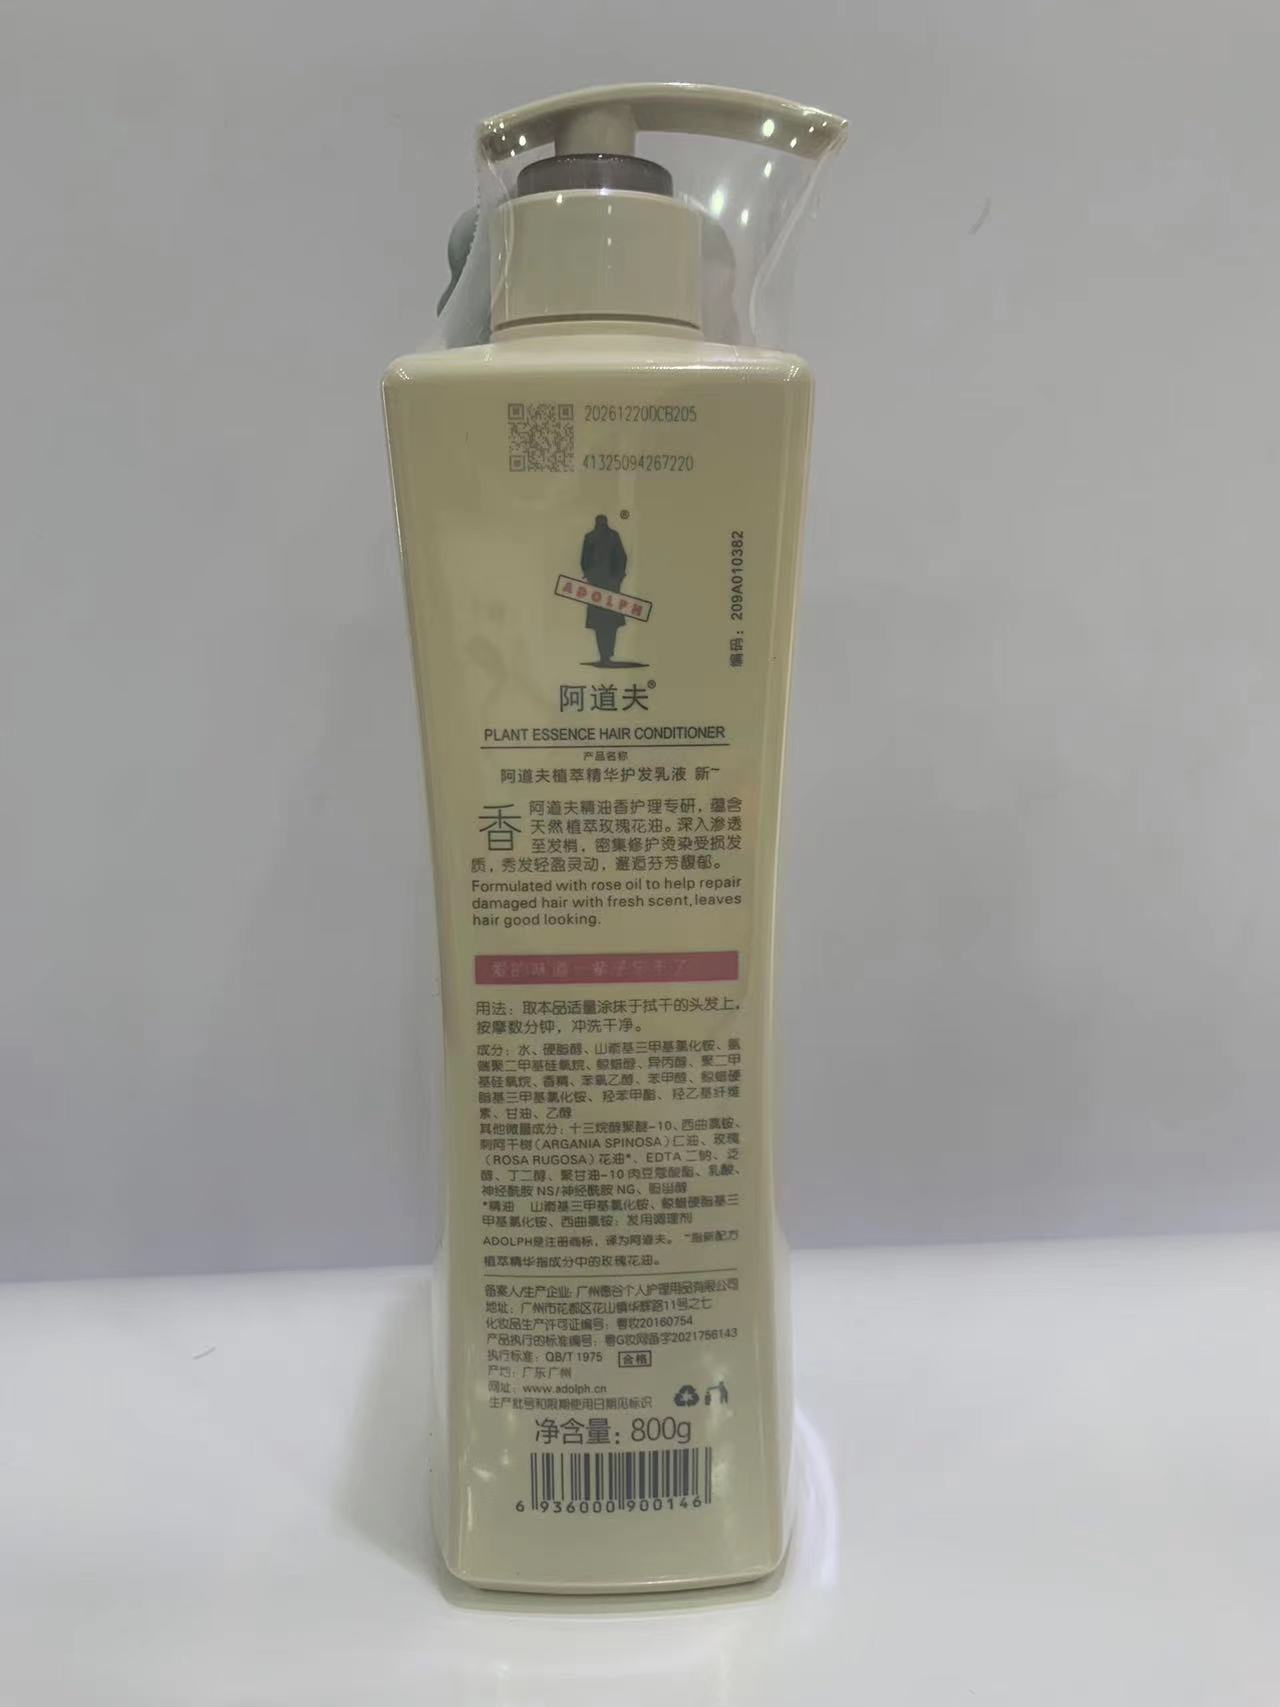 20261220DCB205
41325094267220
编码：209A010382
®
ADOLPH
阿道夫®
PLANT ESSENCE HAIR CONDITIONER
产品名称
阿道夫植萃精华护发乳液 新~
香
阿道夫精油香护理专研，蕴含
天然植萃玫瑰花油。深入渗透
至发梢，密集修护烫染受损发
质，秀发轻盈灵动，邂逅芬芳馥郁。
Formulated with rose oil to help repair
damaged hair with fresh scent,leaves
hair good looking.
爱的味道一辈子忘不了
用法：取本品适量涂抹于拭干的头发上，
按摩数分钟，冲洗干净。
成分：水、硬脂醇、山嵛基三甲基氯化铵、氨
端聚二甲基硅氧烷、鲸蜡醇、异丙醇、聚二甲
基硅氧烷、香精、苯氧乙醇、苯甲醇、鲸蜡硬
脂基三甲基氯化铵、羟苯甲酯、羟乙基纤维
素、甘油、乙醇
其他微量成分：十三烷醇聚醚-10、西曲氯铵、
刺阿干树（ARGANIA SPINOSA）仁油、玫瑰
（ROSA RUGOSA）花油*、EDTA 二钠、泛
醇、丁二醇、聚甘油-10 肉豆蔻酸酯、乳酸、
神经酰胺 NS/神经酰胺 NG、胆甾醇
*精油 山嵛基三甲基氯化铵、鲸蜡硬脂基三
甲基氯化铵、西曲氯铵：发用调理剂
ADOLPH是注册商标，译为阿道夫。 ~指新配方
植萃精华指成分中的玫瑰花油。
备案人/生产企业：广州德谷个人护理用品有限公司
地址：广州市花都区花山镇华辉路11号之七
化妆品生产许可证编号：粤妆20160754
产品执行的标准编号：粤G妆网备字2021756143
执行标准：QB/T 1975 合格
产地：广东广州
网址：www.adolph.cn
生产批号和限期使用日期见标识
净含量：800g
6 936000 900146